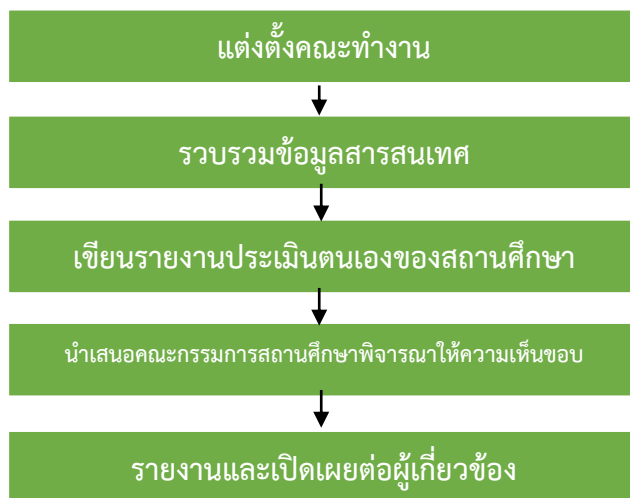 แต่งตั้งคณะทำงาน
รวบรวมข้อมูลสารสนเทศ
เขียนรายงานประเมินตนเองของสถานศึกษา
นำเสนอคณะกรรมการสถานศึกษาพิจารณาให้ความเห็นขอบ
รายงานและเปิดเผยต่อผู้เกี่ยวข้อง